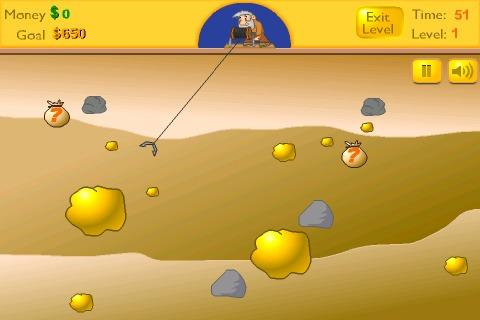 Money $ 0
Goal $650
Exit
Level
Time: 51
Level: 1
?
?